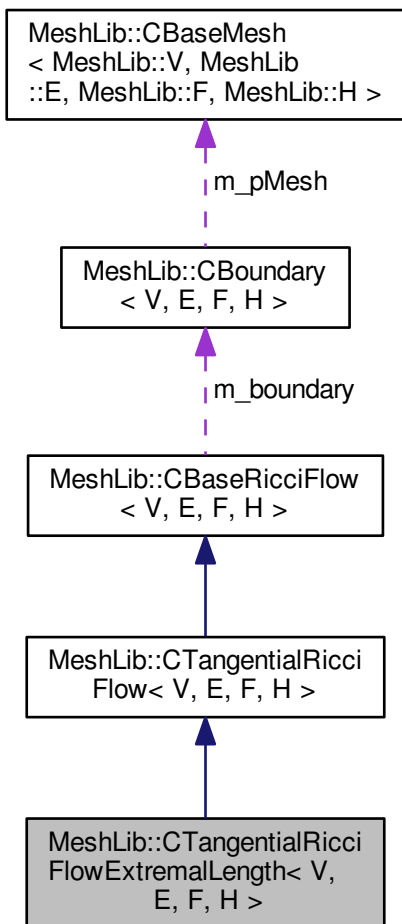 MeshLib::CBaseMesh
< MeshLib::V, MeshLib
::E, MeshLib::F, MeshLib::H >
m_pMesh
MeshLib::CBoundary
< V, E, F, H >
m_boundary
MeshLib::CBaseRicciFlow
< V, E, F, H >
MeshLib::CTangentialRicci
Flow< V, E, F, H >
MeshLib::CTangentialRicci
FlowExtremalLength< V,
E, F, H >